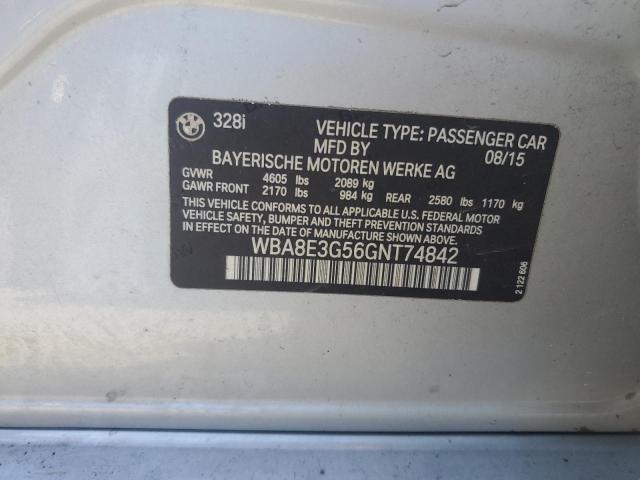 328i VEHICLE TYPE: PASSENGER CAR
MFD BY 08/15
BAYERISCHE MOTOREN WERKE AG
GVWR 4605 lbs 2089 kg
GAWR FRONT 2170 lbs 984 kg REAR 2580 lbs 1170 kg
THIS VEHICLE CONFORMS TO ALL APPLICABLE U.S. FEDERAL MOTOR
VEHICLE SAFETY, BUMPER AND THEFT PREVENTION STANDARDS
IN EFFECT ON THE DATE OF MANUFACTURE SHOWN ABOVE.
WBA8E3G56GNT74842
2 122 606